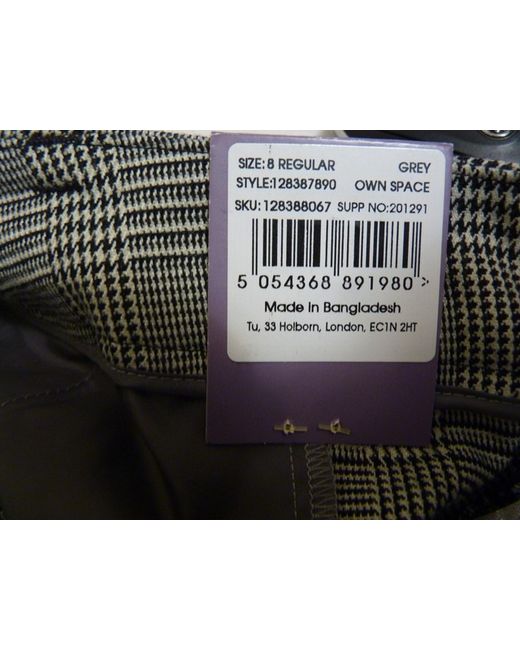 SIZE: 8 REGULAR GREY
STYLE:128387890 OWN SPACE
SKU:128388067 SUPP NO:201291
5 054368 891980 >
Made in Bangladesh
Tu, 33 Holborn, London, EC1N 2HT